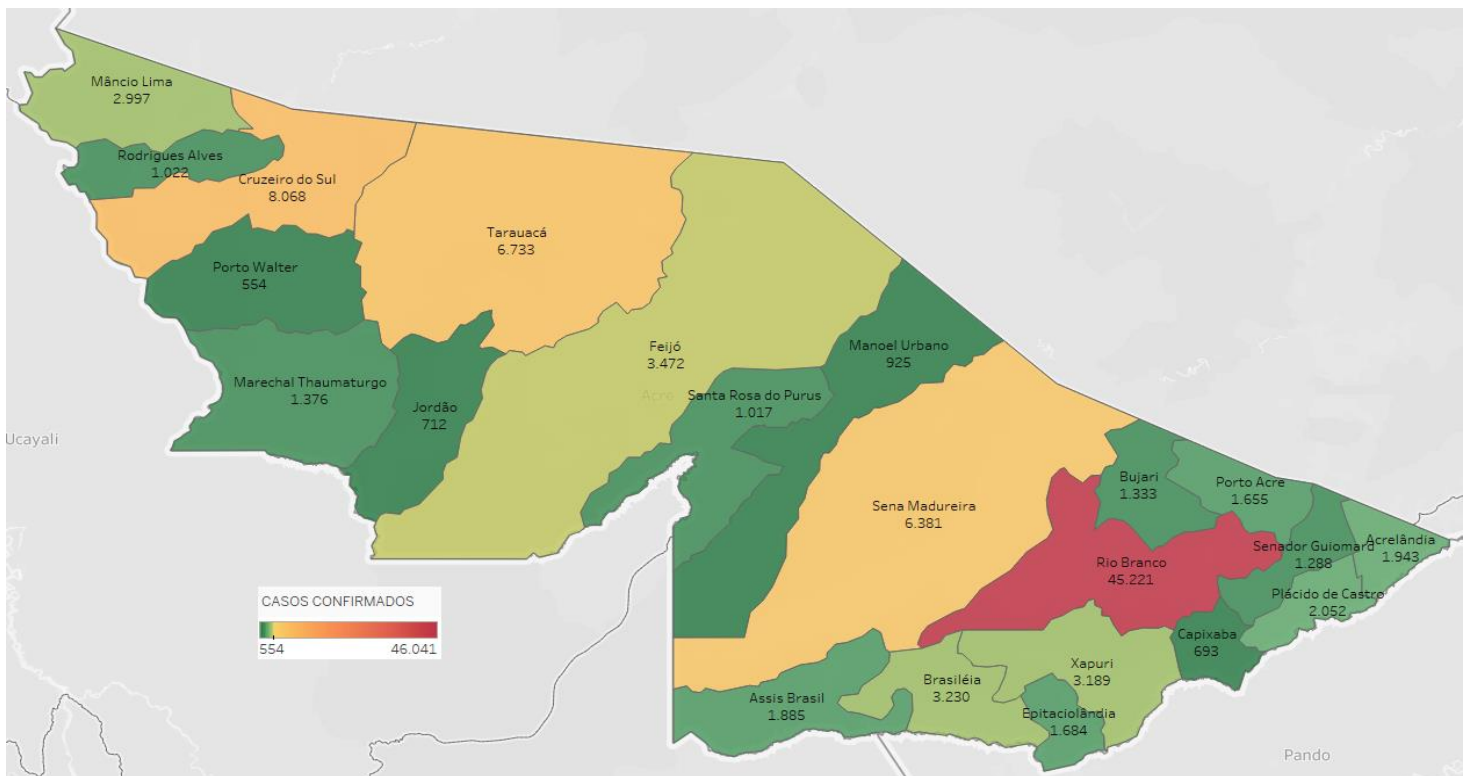 Mâncio Lima
2.997
Rodrigues Alves
1.022
Cruzeiro do Sul
8.068
Tarauacá
6.733
Porto Walter
554
Feijó
3.472
Manoel Urbano
925
Marechal Thaumaturgo
1.376
Jordão
712
Acre
Santa Rosa do Purus
1.017
Ucayali
Sena Madureira
6.381
Bujari
1.333
Porto Acre
1.655
Senador Guiomard
1.288
Acrelândia
1.943
Rio Branco
45.221
Plácido de Castro
2.052
CASOS CONFIRMADOS
554
46.041
Capixaba
693
Xapuri
3.189
Brasiléia
3.230
Assis Brasil
1.885
Epitaciolândia
1.684
Pando